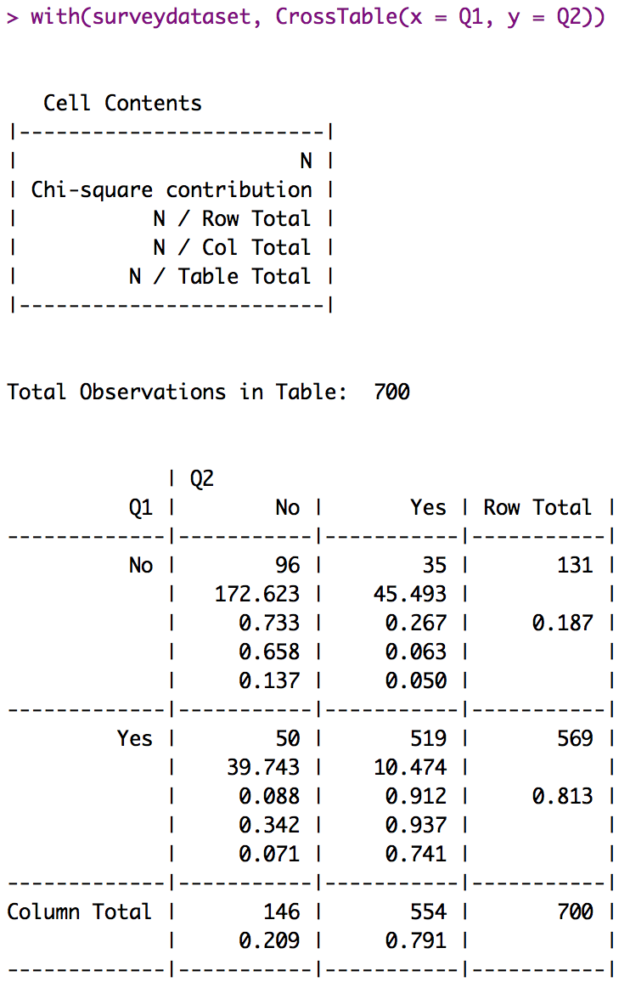 > with(surveydataset, CrossTable(x = Q1, y = Q2))
   Cell Contents
|-------------------------|
|                       N |
| Chi-square contribution |
|           N / Row Total |
|           N / Col Total |
|         N / Table Total |
|-------------------------|
Total Observations in Table:  700
             | Q2
          Q1 |        No |       Yes | Row Total |
-------------|-----------|-----------|-----------|
          No |        96 |        35 |       131 |
             |   172.623 |    45.493 |           |
             |     0.733 |     0.267 |     0.187 |
             |     0.658 |     0.063 |           |
             |     0.137 |     0.050 |           |
-------------|-----------|-----------|-----------|
         Yes |        50 |       519 |       569 |
             |    39.743 |    10.474 |           |
             |     0.088 |     0.912 |     0.813 |
             |     0.342 |     0.937 |           |
             |     0.071 |     0.741 |           |
-------------|-----------|-----------|-----------|
Column Total |       146 |       554 |       700 |
             |     0.209 |     0.791 |           |
-------------|-----------|-----------|-----------|